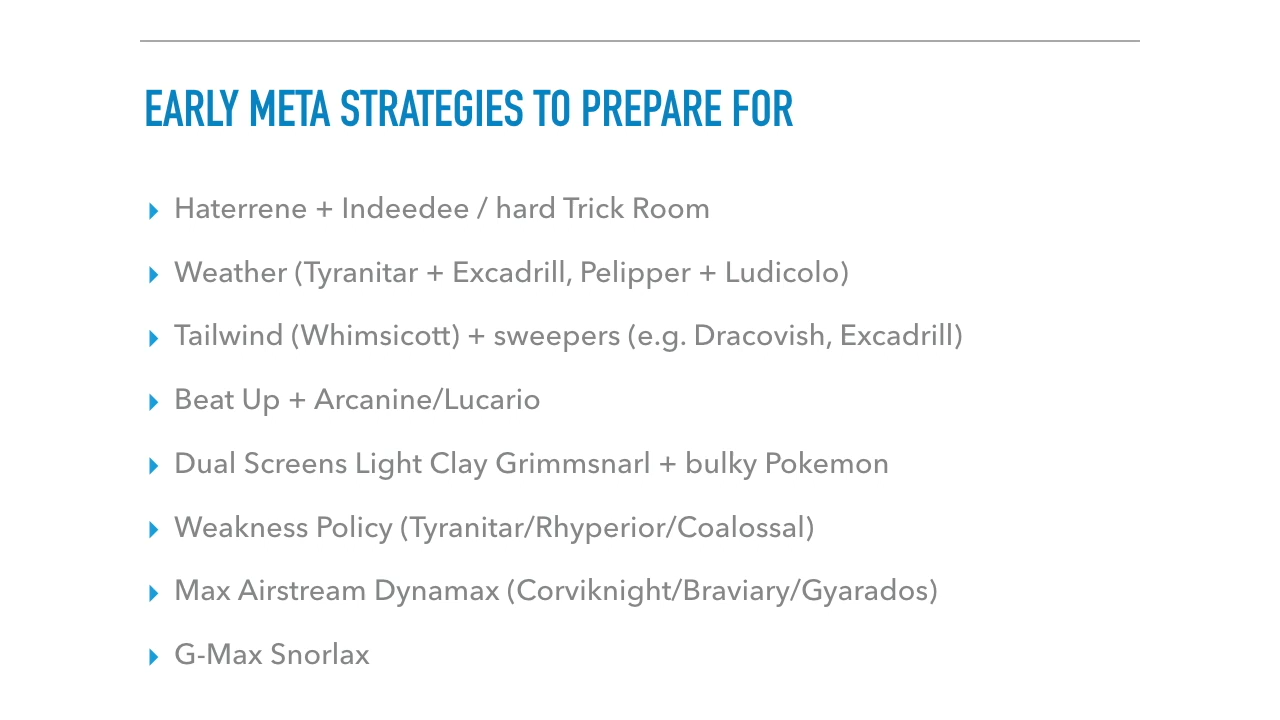 EARLY META STRATEGIES TO PREPARE FOR
▸ Haterrene + Indeedee / hard Trick Room
▸ Weather (Tyranitar + Excadrill, Pelipper + Ludicolo)
▸ Tailwind (Whimsicott) + sweepers (e.g. Dracovish, Excadrill)
▸ Beat Up + Arcanine/Lucario
▸ Dual Screens Light Clay Grimmsnarl + bulky Pokemon
▸ Weakness Policy (Tyranitar/Rhyperior/Coalossal)
▸ Max Airstream Dynamax (Corviknight/Braviary/Gyarados)
▸ G-Max Snorlax